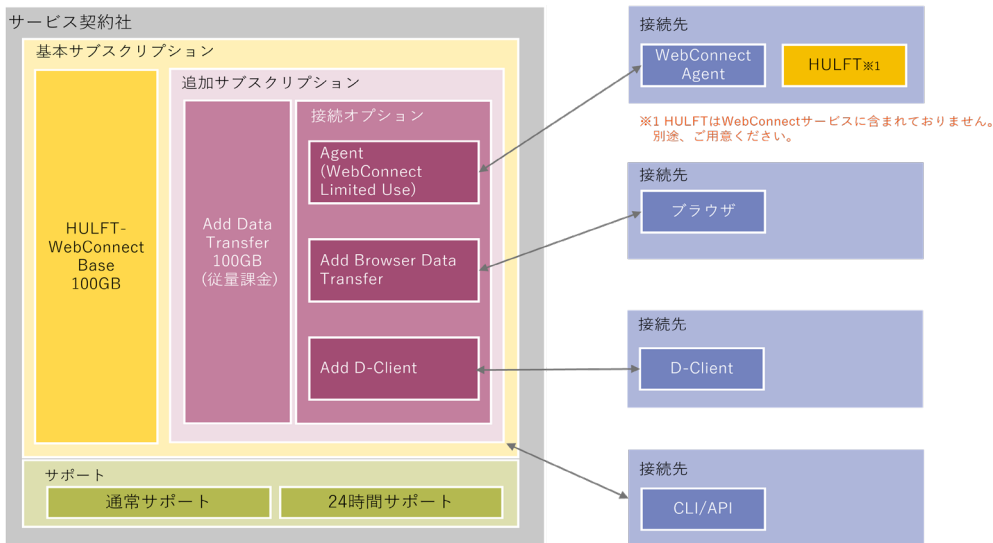 サービス契約社
基本サブスクリプション
HULFT-
WebConnect
Base
100GB
追加サブスクリプション
Add Data
Transfer
100GB
(従量課金)
接続オプション
Agent
(WebConnect
Limited Use)
Add Browser Data
Transfer
Add D-Client
サポート
通常サポート
24時間サポート
接続先
WebConnect
Agent
HULFT※1
※1 HULFTはWebConnectサービスに含まれておりません。
別途、ご用意ください。
接続先
ブラウザ
接続先
D-Client
接続先
CLI/API